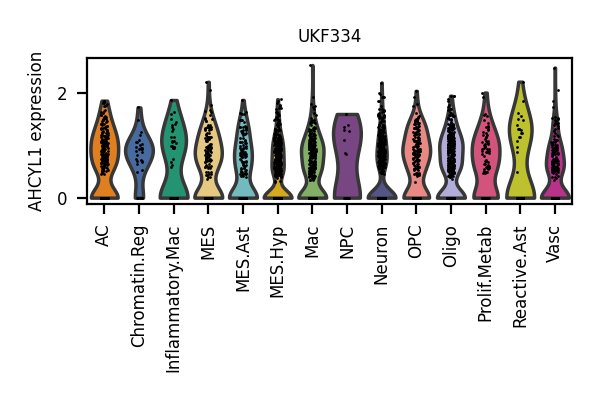 UKF334
AHCYL1 expression
2
0
AC
Chromatin.Reg
Inflammatory.Mac
MES
MES.Ast
MES.Hyp
Mac
NPC
Neuron
OPC
Oligo
Prolif.Metab
Reactive.Ast
Vasc